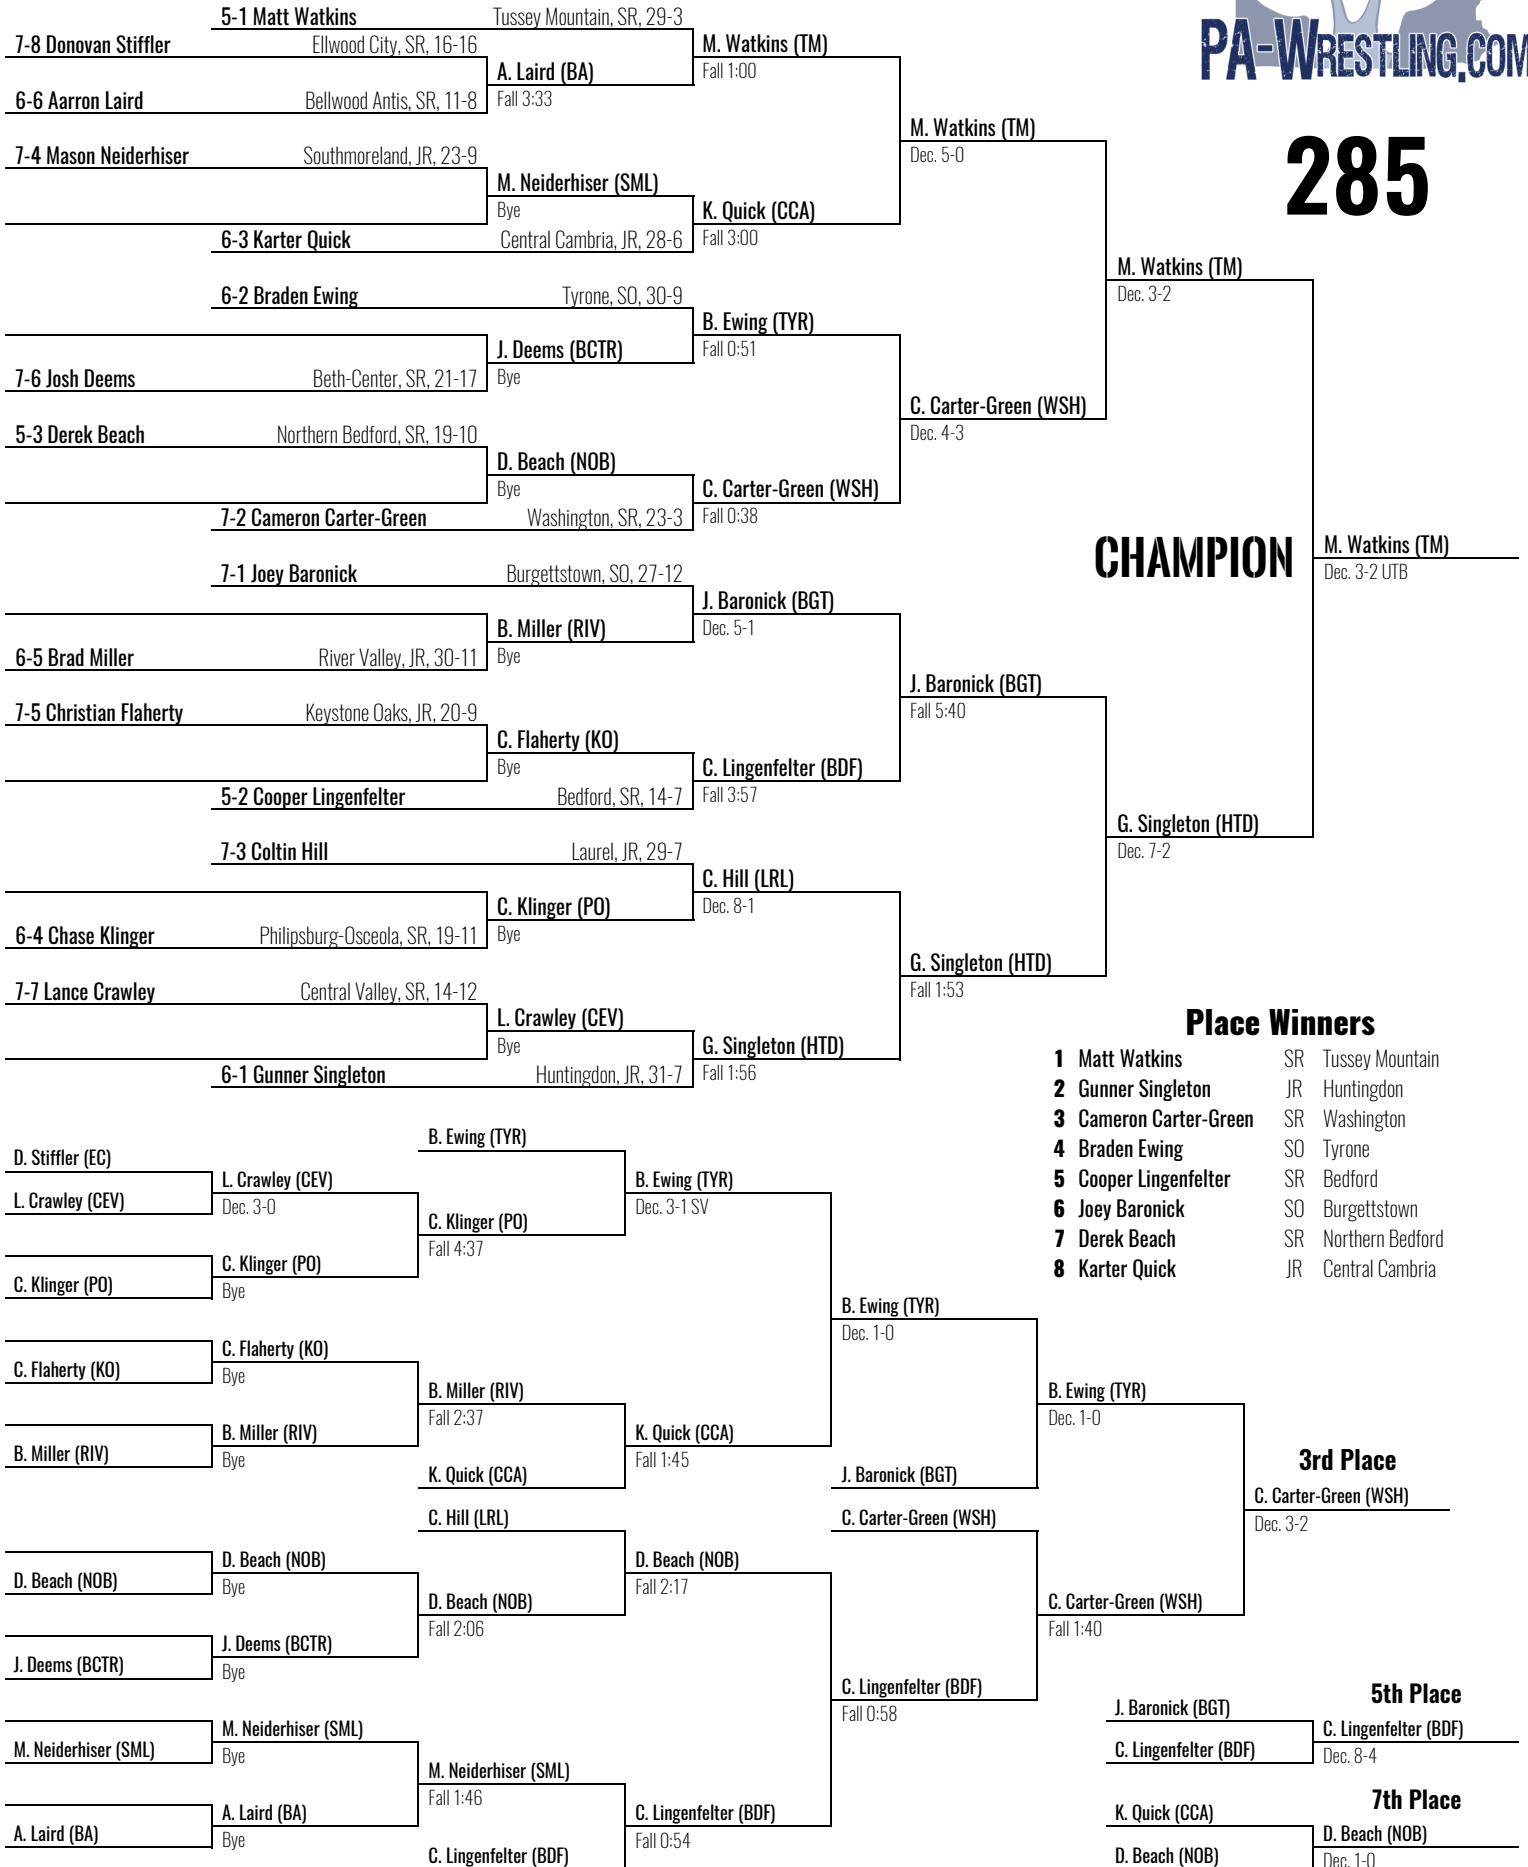 PA-WRESTLING.COM
285
5-1 Matt Watkins Tussey Mountain, SR, 29-3
7-8 Donovan Stiffler Ellwood City, SR, 16-16
M. Watkins (TM)
Fall 1:00
A. Laird (BA)
Fall 3:33
6-6 Aarron Laird Bellwood Antis, SR, 11-8
M. Watkins (TM)
Dec. 5-0
7-4 Mason Neiderhiser Southmoreland, JR, 23-9
M. Neiderhiser (SML)
Bye
K. Quick (CCA)
Fall 3:00
6-3 Karter Quick Central Cambria, JR, 28-6
M. Watkins (TM)
Dec. 3-2
6-2 Braden Ewing Tyrone, SO, 30-9
B. Ewing (TYR)
Fall 0:51
J. Deems (BCTR)
Bye
7-6 Josh Deems Beth-Center, SR, 21-17
C. Carter-Green (WSH)
Dec. 4-3
5-3 Derek Beach Northern Bedford, SR, 19-10
D. Beach (NOB)
Bye
C. Carter-Green (WSH)
Fall 0:38
7-2 Cameron Carter-Green Washington, SR, 23-3
CHAMPION
M. Watkins (TM)
Dec. 3-2 UTB
7-1 Joey Baronick Burgettstown, SO, 27-12
J. Baronick (BGT)
Dec. 5-1
B. Miller (RIV)
Bye
6-5 Brad Miller River Valley, JR, 30-11
J. Baronick (BGT)
Fall 5:40
7-5 Christian Flaherty Keystone Oaks, JR, 20-9
C. Flaherty (KO)
Bye
C. Lingenfelter (BDF)
Fall 3:57
5-2 Cooper Lingenfelter Bedford, SR, 14-7
G. Singleton (HTD)
Dec. 7-2
7-3 Coltin Hill Laurel, JR, 29-7
C. Hill (LRL)
Dec. 8-1
C. Klinger (PO)
Bye
6-4 Chase Klinger Philipsburg-Osceola, SR, 19-11
G. Singleton (HTD)
Fall 1:53
7-7 Lance Crawley Central Valley, SR, 14-12
L. Crawley (CEV)
Bye
G. Singleton (HTD)
Fall 1:56
6-1 Gunner Singleton Huntingdon, JR, 31-7
Place Winners
1 Matt Watkins SR Tussey Mountain
2 Gunner Singleton JR Huntingdon
3 Cameron Carter-Green SR Washington
4 Braden Ewing SO Tyrone
5 Cooper Lingenfelter SR Bedford
6 Joey Baronick SO Burgettstown
7 Derek Beach SR Northern Bedford
8 Karter Quick JR Central Cambria
B. Ewing (TYR)
D. Stiffler (EC)
L. Crawley (CEV)
Dec. 3-0
B. Ewing (TYR)
Dec. 3-1 SV
L. Crawley (CEV)
C. Klinger (PO)
Fall 4:37
C. Klinger (PO)
Bye
C. Klinger (PO)
B. Ewing (TYR)
Dec. 1-0
C. Flaherty (KO)
Bye
C. Flaherty (KO)
B. Miller (RIV)
Fall 2:37
B. Ewing (TYR)
Dec. 1-0
B. Miller (RIV)
Bye
K. Quick (CCA)
Fall 1:45
B. Miller (RIV)
K. Quick (CCA)
J. Baronick (BGT)
3rd Place
C. Carter-Green (WSH)
Dec. 3-2
C. Hill (LRL)
C. Carter-Green (WSH)
D. Beach (NOB)
Bye
D. Beach (NOB)
Fall 2:17
D. Beach (NOB)
D. Beach (NOB)
Fall 2:06
C. Carter-Green (WSH)
Fall 1:40
J. Deems (BCTR)
Bye
J. Deems (BCTR)
C. Lingenfelter (BDF)
Fall 0:58
M. Neiderhiser (SML)
Bye
M. Neiderhiser (SML)
M. Neiderhiser (SML)
Fall 1:46
A. Laird (BA)
Bye
C. Lingenfelter (BDF)
Fall 0:54
A. Laird (BA)
C. Lingenfelter (BDF)
5th Place
J. Baronick (BGT)
C. Lingenfelter (BDF)
Dec. 8-4
C. Lingenfelter (BDF)
7th Place
K. Quick (CCA)
D. Beach (NOB)
Dec. 1-0
D. Beach (NOB)